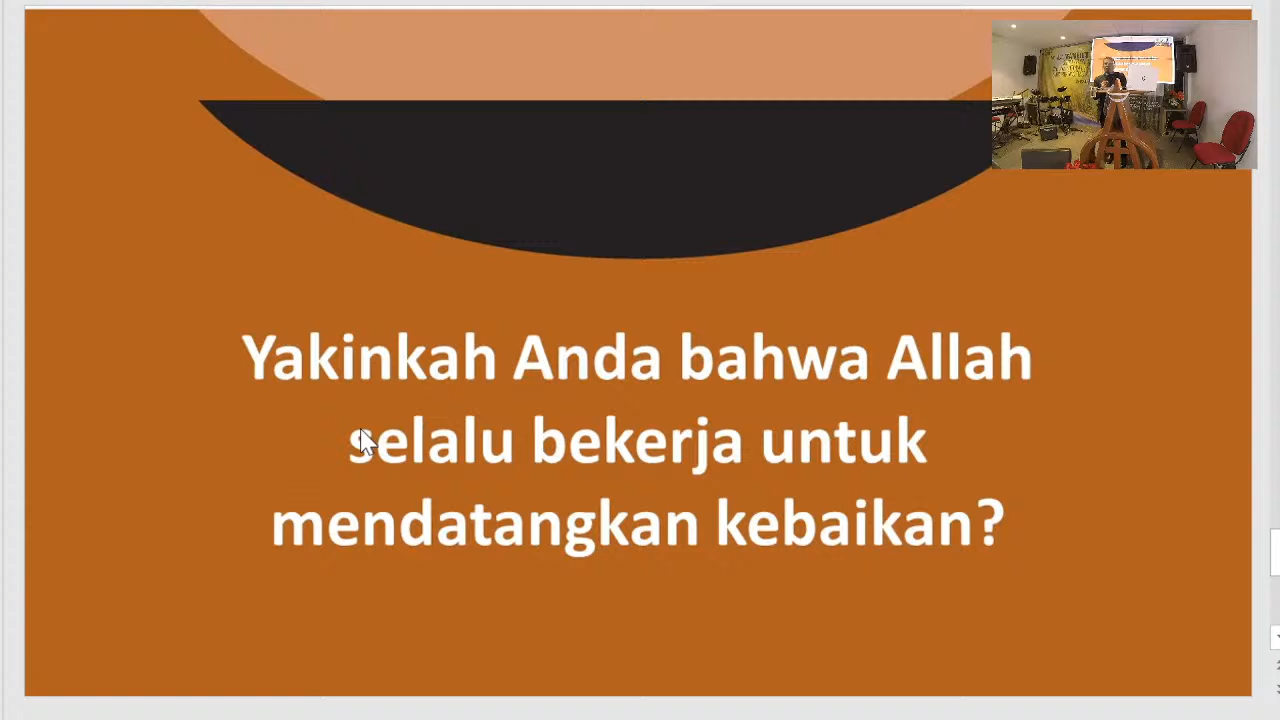 Yakinkah Anda bahwa Allah
selalu bekerja untuk
mendatangkan kebaikan?